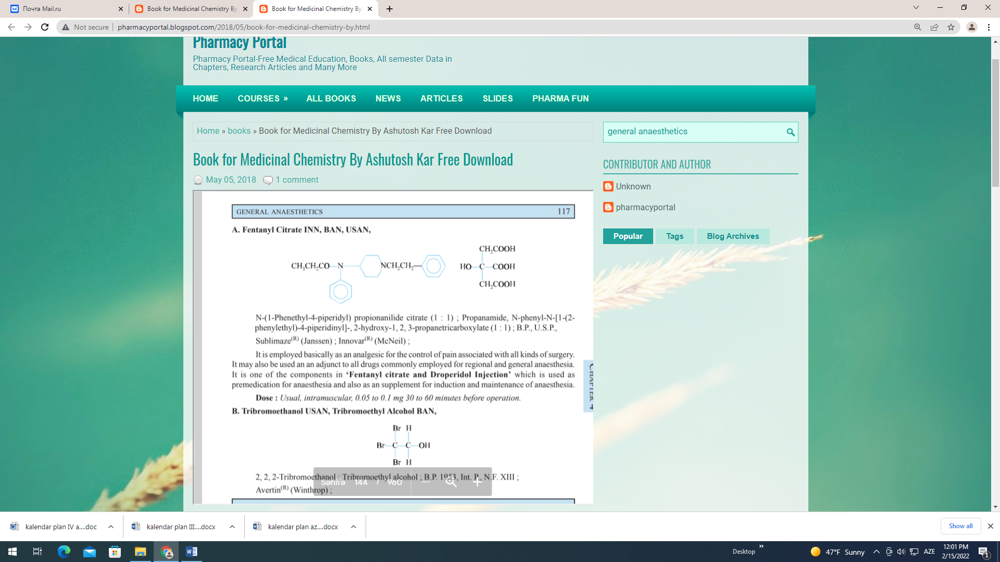 Почта Mail.ru
Book for Medicinal Chemistry By
Book for Medicinal Chemistry By
Not secure
pharmacyportal.blogspot.com/2018/05/book-for-medicinal-chemistry-by.html
Pharmacy Portal
Pharmacy Portal-Free Medical Education, Books, All semester Data in
Chapters, Research Articles and Many More
HOME COURSES » ALL BOOKS NEWS ARTICLES SLIDES PHARMA FUN
Home » books » Book for Medicinal Chemistry By Ashutosh Kar Free Download
general anaesthetics
Book for Medicinal Chemistry By Ashutosh Kar Free Download
May 05, 2018 1 comment
CONTRIBUTOR AND AUTHOR
Unknown
pharmacyportal
Popular Tags Blog Archives
GENERAL ANAESTHETICS 117
A. Fentanyl Citrate INN, BAN, USAN,
CH₂COOH
CH₃CH₂CO—N NCH₂CH₂— HO—C—COOH
CH₂COOH
N-(1-Phenethyl-4-piperidyl) propionanilide citrate (1 : 1) ; Propanamide, N-phenyl-N-[1-(2-
phenylethyl)-4-piperidinyl]-, 2-hydroxy-1, 2, 3-propanetricarboxylate (1 : 1) ; B.P., U.S.P.,
Sublimaze(R) (Janssen) ; Innovar(R) (McNeil) ;
It is employed basically as an analgesic for the control of pain associated with all kinds of surgery.
It may also be used an an adjunct to all drugs commonly employed for regional and general anaesthesia.
It is one of the components in ‘Fentanyl citrate and Droperidol Injection’ which is used as
premedication for anaesthesia and also as an supplement for induction and maintenance of anaesthesia.
CHAPTER 4
Dose : Usual, intramuscular, 0.05 to 0.1 mg 30 to 60 minutes before operation.
B. Tribromoethanol USAN, Tribromoethyl Alcohol BAN,
Br H
Br—C—C—OH
Br H
2, 2, 2-Tribromoethanol ; Tribromoethyl alcohol ; B.P. 1953, Int. P., N.F. XIII ;
Səhifə 144 / 960
Avertin(R) (Winthrop) ;
kalendar plan IV a....doc
kalendar plan III....docx
kalendar plan az....docx
Show all
Desktop
47°F Sunny
AZE
12:01 PM
2/15/2022
1